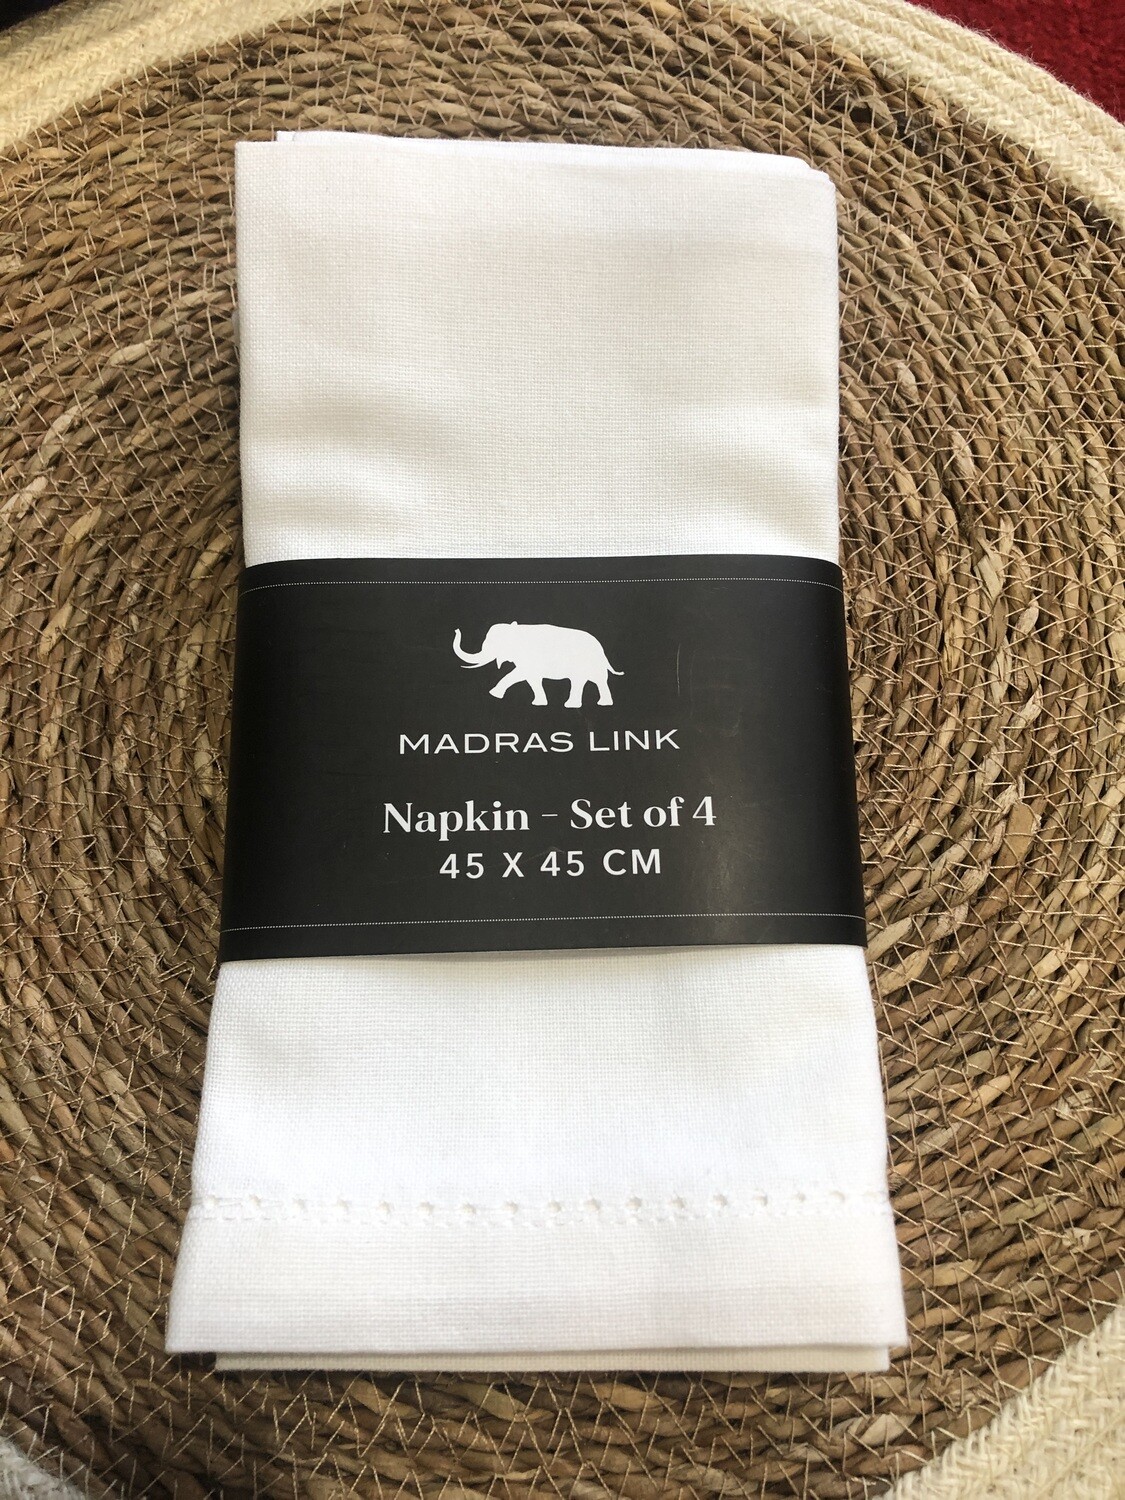 MADRAS LINK
Napkin - Set of 4
45 X 45 CM